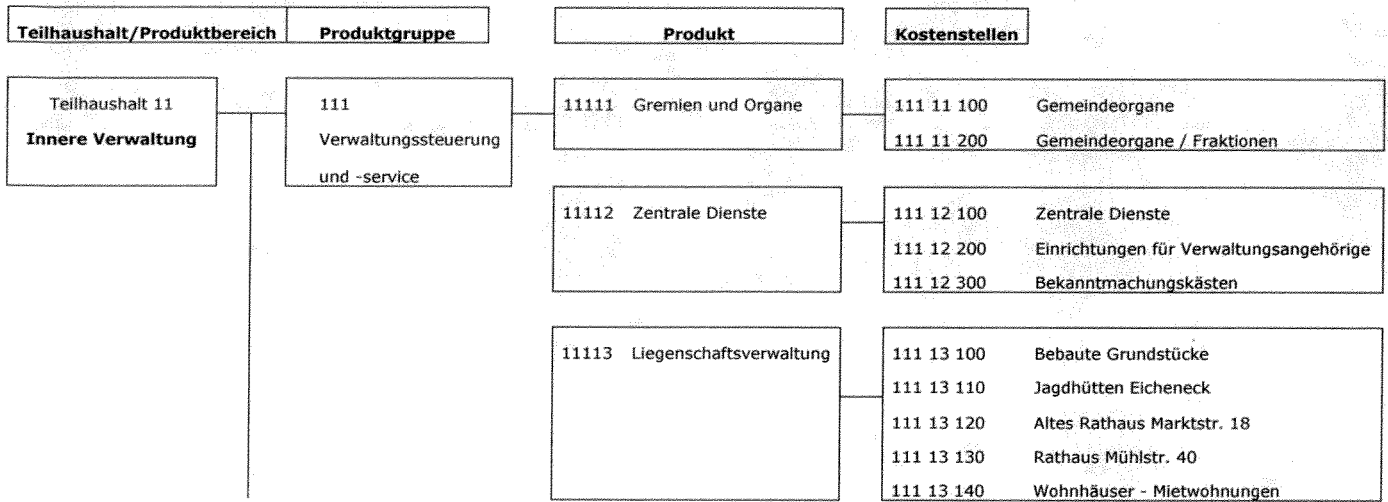 Teilhaushalt/Produktbereich Produktgruppe Produkt Kostenstellen
Teilhaushalt 11
Innere Verwaltung
111
Verwaltungssteuerung
und -service
11111 Gremien und Organe
111 11 100 Gemeindeorgane
111 11 200 Gemeindeorgane / Fraktionen
11112 Zentrale Dienste
111 12 100 Zentrale Dienste
111 12 200 Einrichtungen für Verwaltungsangehörige
111 12 300 Bekanntmachungskästen
11113 Liegenschaftsverwaltung
111 13 100 Bebaute Grundstücke
111 13 110 Jagdhütten Eicheneck
111 13 120 Altes Rathaus Marktstr. 18
111 13 130 Rathaus Mühlstr. 40
111 13 140 Wohnhäuser - Mietwohnungen